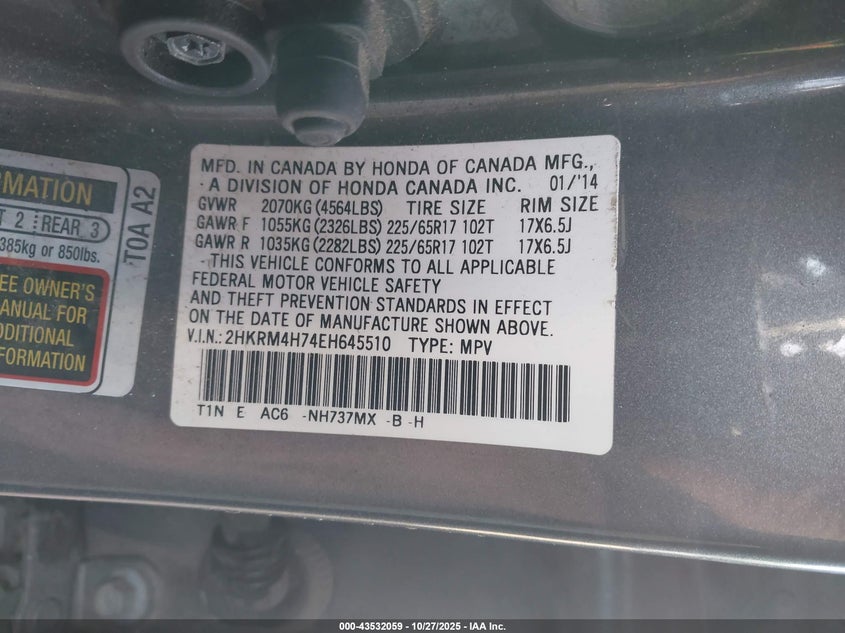 RMATION
T 2 REAR 3
385kg or 850lbs.
EE OWNER'S
ANUAL FOR
DDITIONAL
FORMATION
T0A A2
MFD. IN CANADA BY HONDA OF CANADA MFG.,
A DIVISION OF HONDA CANADA INC. 01/'14
GVWR 2070KG (4564LBS) TIRE SIZE RIM SIZE
GAWR F 1055KG (2326LBS) 225/65R17 102T 17X6.5J
GAWR R 1035KG (2282LBS) 225/65R17 102T 17X6.5J
THIS VEHICLE CONFORMS TO ALL APPLICABLE
FEDERAL MOTOR VEHICLE SAFETY
AND THEFT PREVENTION STANDARDS IN EFFECT
ON THE DATE OF MANUFACTURE SHOWN ABOVE.
V.I.N.: 2HKRM4H74EH645510 TYPE: MPV
T1N E AC6 -NH737MX -B -H
000-43532059 - 10/27/2025 - IAA Inc.